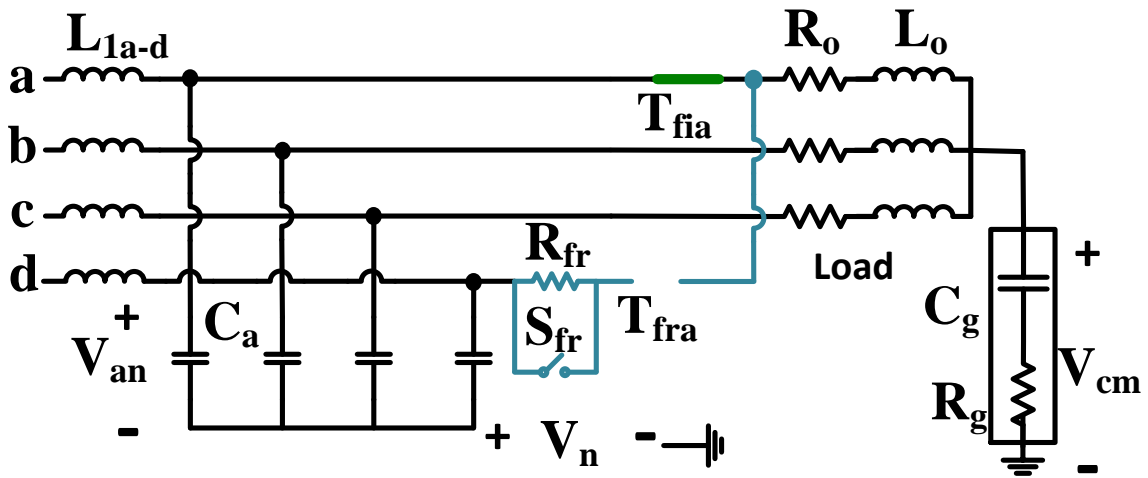 L1a-d
Ro
Lo
a
Tfia
b
c
Rfr
Load
d
+
+
Ca
Sfr
Tfra
Cg
Van
Vcm
Rg
-
+ Vn -
-